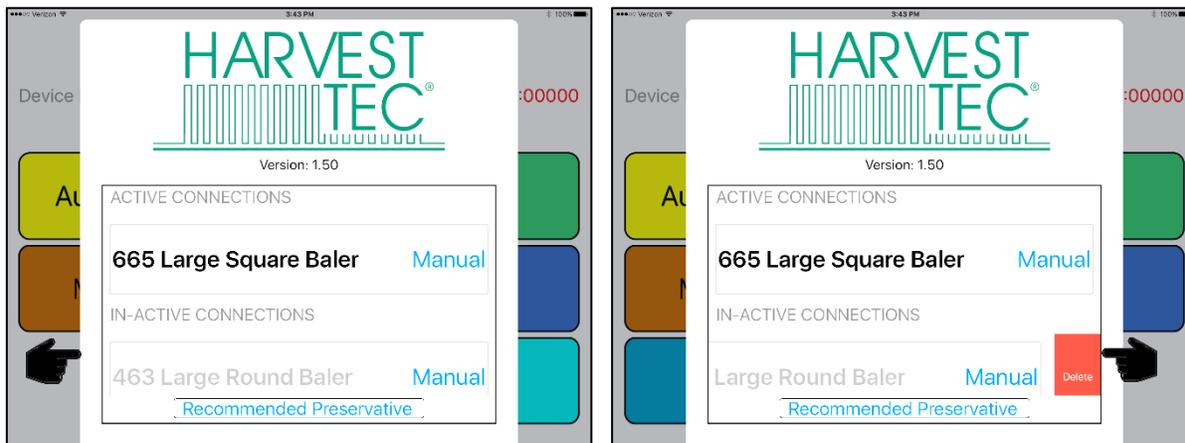 ●●●○○ Verizon 3:43 PM 100%
HARVEST
TEC®
Device :00000
Version: 1.50
Au
ACTIVE CONNECTIONS
665 Large Square Baler Manual
IN-ACTIVE CONNECTIONS
463 Large Round Baler Manual
Recommended Preservative
●●●○○ Verizon 3:43 PM 100%
HARVEST
TEC®
Device :00000
Version: 1.50
Au
ACTIVE CONNECTIONS
665 Large Square Baler Manual
IN-ACTIVE CONNECTIONS
Large Round Baler Manual Delete
Recommended Preservative